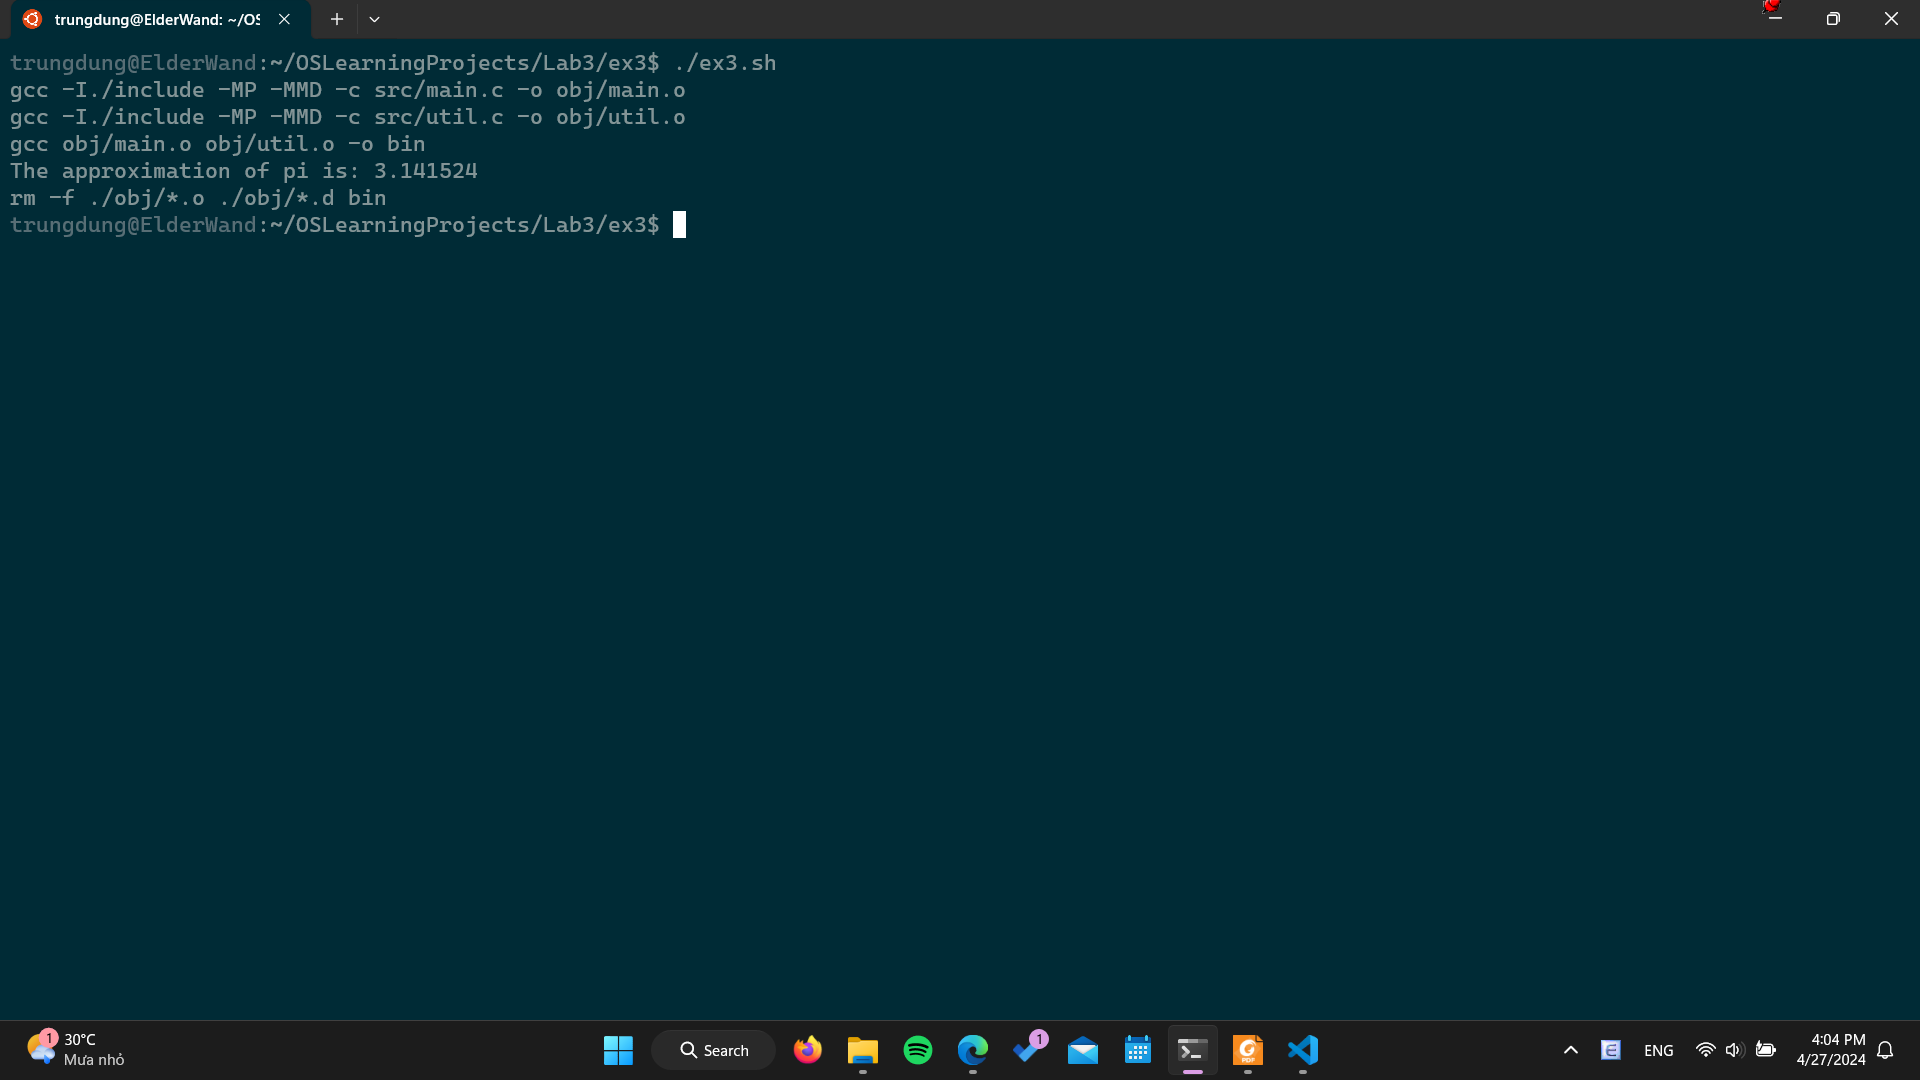 trungdung@ElderWand: ~/OS
trungdung@ElderWand:~/OSLearningProjects/Lab3/ex3$ ./ex3.sh
gcc -I./include -MP -MMD -c src/main.c -o obj/main.o
gcc -I./include -MP -MMD -c src/util.c -o obj/util.o
gcc obj/main.o obj/util.o -o bin
The approximation of pi is: 3.141524
rm -f ./obj/*.o ./obj/*.d bin
trungdung@ElderWand:~/OSLearningProjects/Lab3/ex3$
1
30°C
Mưa nhỏ
Search
1
PDF
E
ENG
4:04 PM
4/27/2024